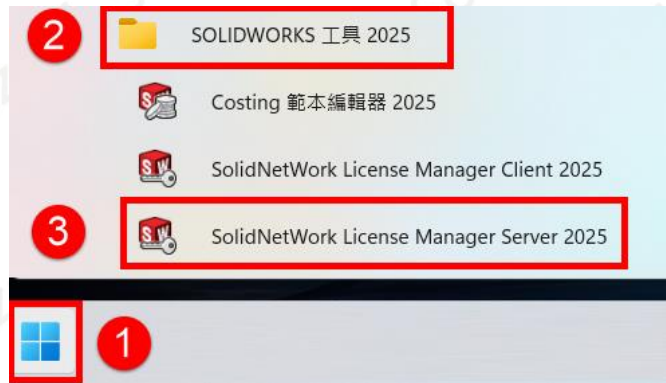 2
SOLIDWORKS 工具 2025
Costing 範本編輯器 2025
SolidNetWork License Manager Client 2025
3
SolidNetWork License Manager Server 2025
1